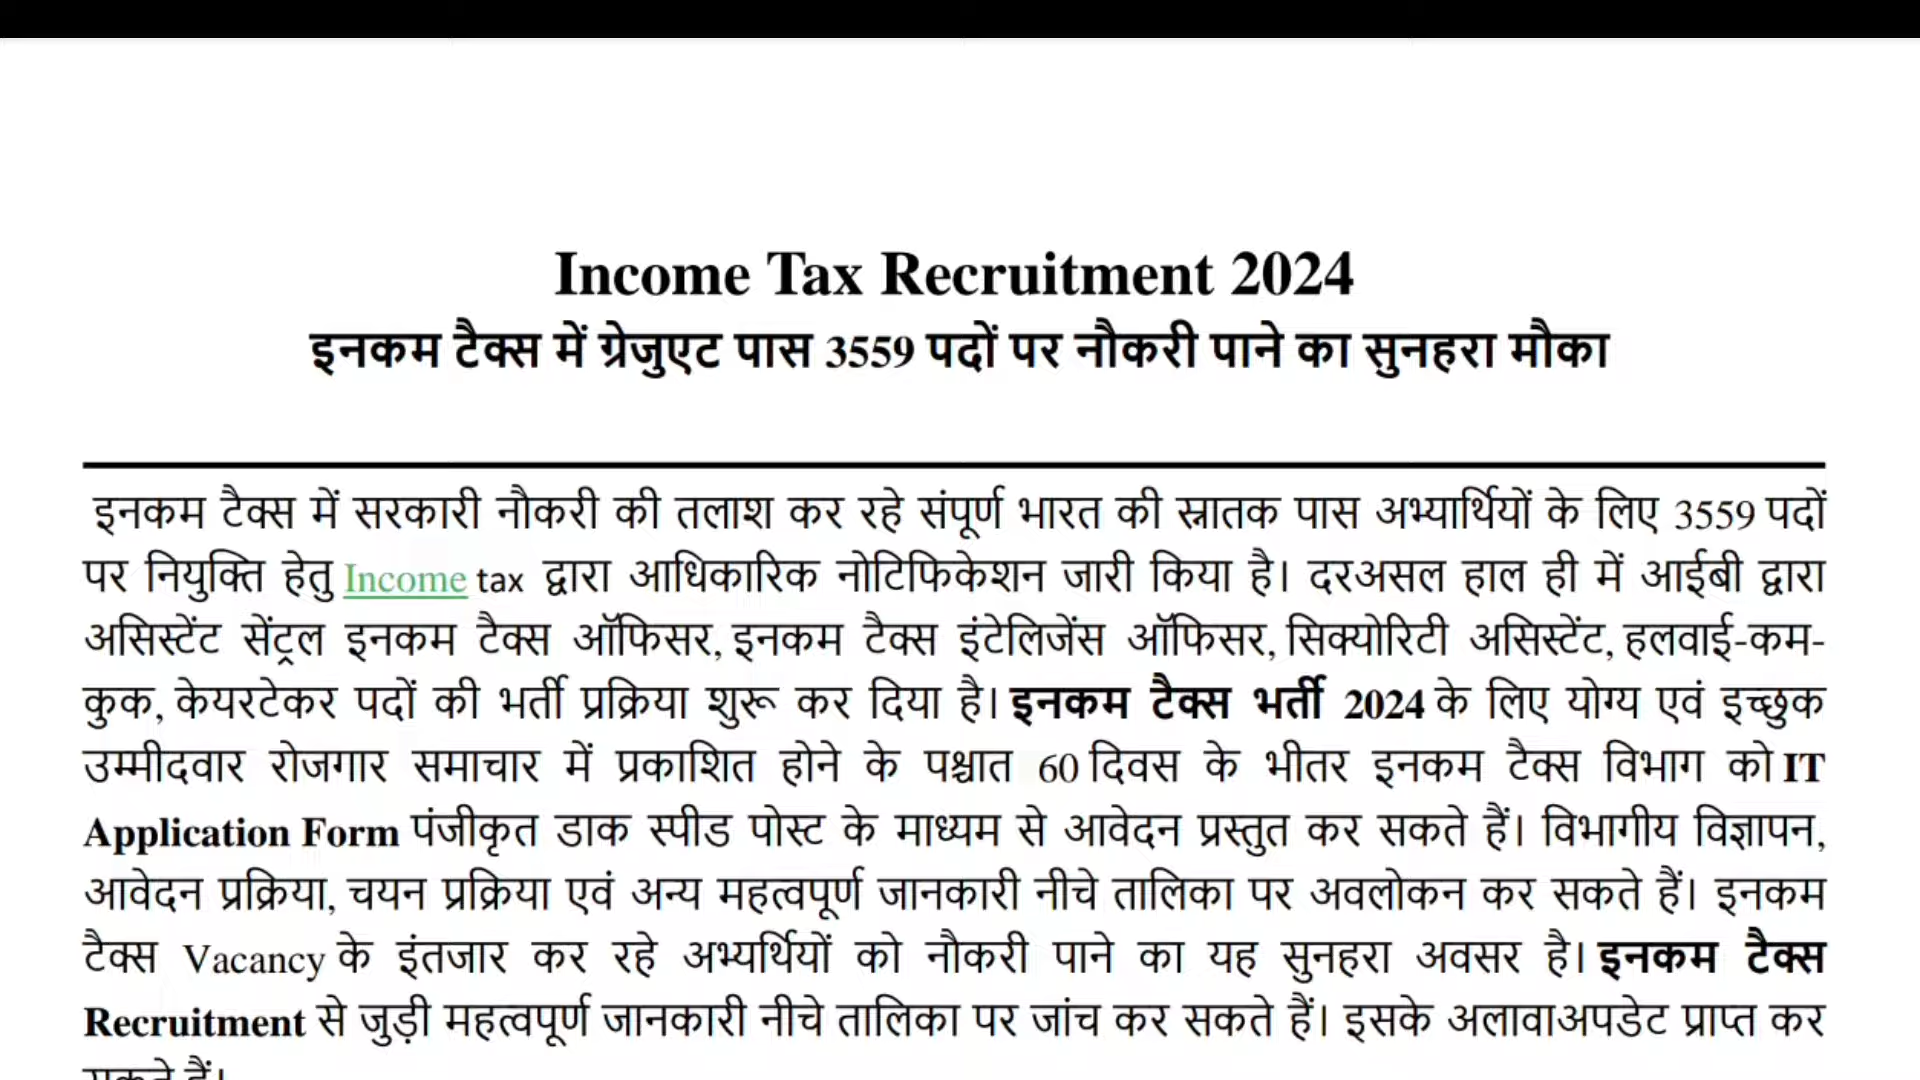 Income Tax Recruitment 2024
इनकम टैक्स में ग्रेजुएट पास 3559 पदों पर नौकरी पाने का सुनहरा मौका
इनकम टैक्स में सरकारी नौकरी की तलाश कर रहे संपूर्ण भारत की स्नातक पास अभ्यार्थियों के लिए 3559 पदों
पर नियुक्ति हेतु Income tax द्वारा आधिकारिक नोटिफिकेशन जारी किया है। दरअसल हाल ही में आईबी द्वारा
असिस्टेंट सेंट्रल इनकम टैक्स ऑफिसर, इनकम टैक्स इंटेलिजेंस ऑफिसर, सिक्योरिटी असिस्टेंट, हलवाई-कम-
कुक, केयरटेकर पदों की भर्ती प्रक्रिया शुरू कर दिया है। इनकम टैक्स भर्ती 2024 के लिए योग्य एवं इच्छुक
उम्मीदवार रोजगार समाचार में प्रकाशित होने के पश्चात 60 दिवस के भीतर इनकम टैक्स विभाग को IT
Application Form पंजीकृत डाक स्पीड पोस्ट के माध्यम से आवेदन प्रस्तुत कर सकते हैं। विभागीय विज्ञापन,
आवेदन प्रक्रिया, चयन प्रक्रिया एवं अन्य महत्वपूर्ण जानकारी नीचे तालिका पर अवलोकन कर सकते हैं। इनकम
टैक्स Vacancy के इंतजार कर रहे अभ्यर्थियों को नौकरी पाने का यह सुनहरा अवसर है। इनकम टैक्स
Recruitment से जुड़ी महत्वपूर्ण जानकारी नीचे तालिका पर जांच कर सकते हैं। इसके अलावाअपडेट प्राप्त कर
सकते हैं।